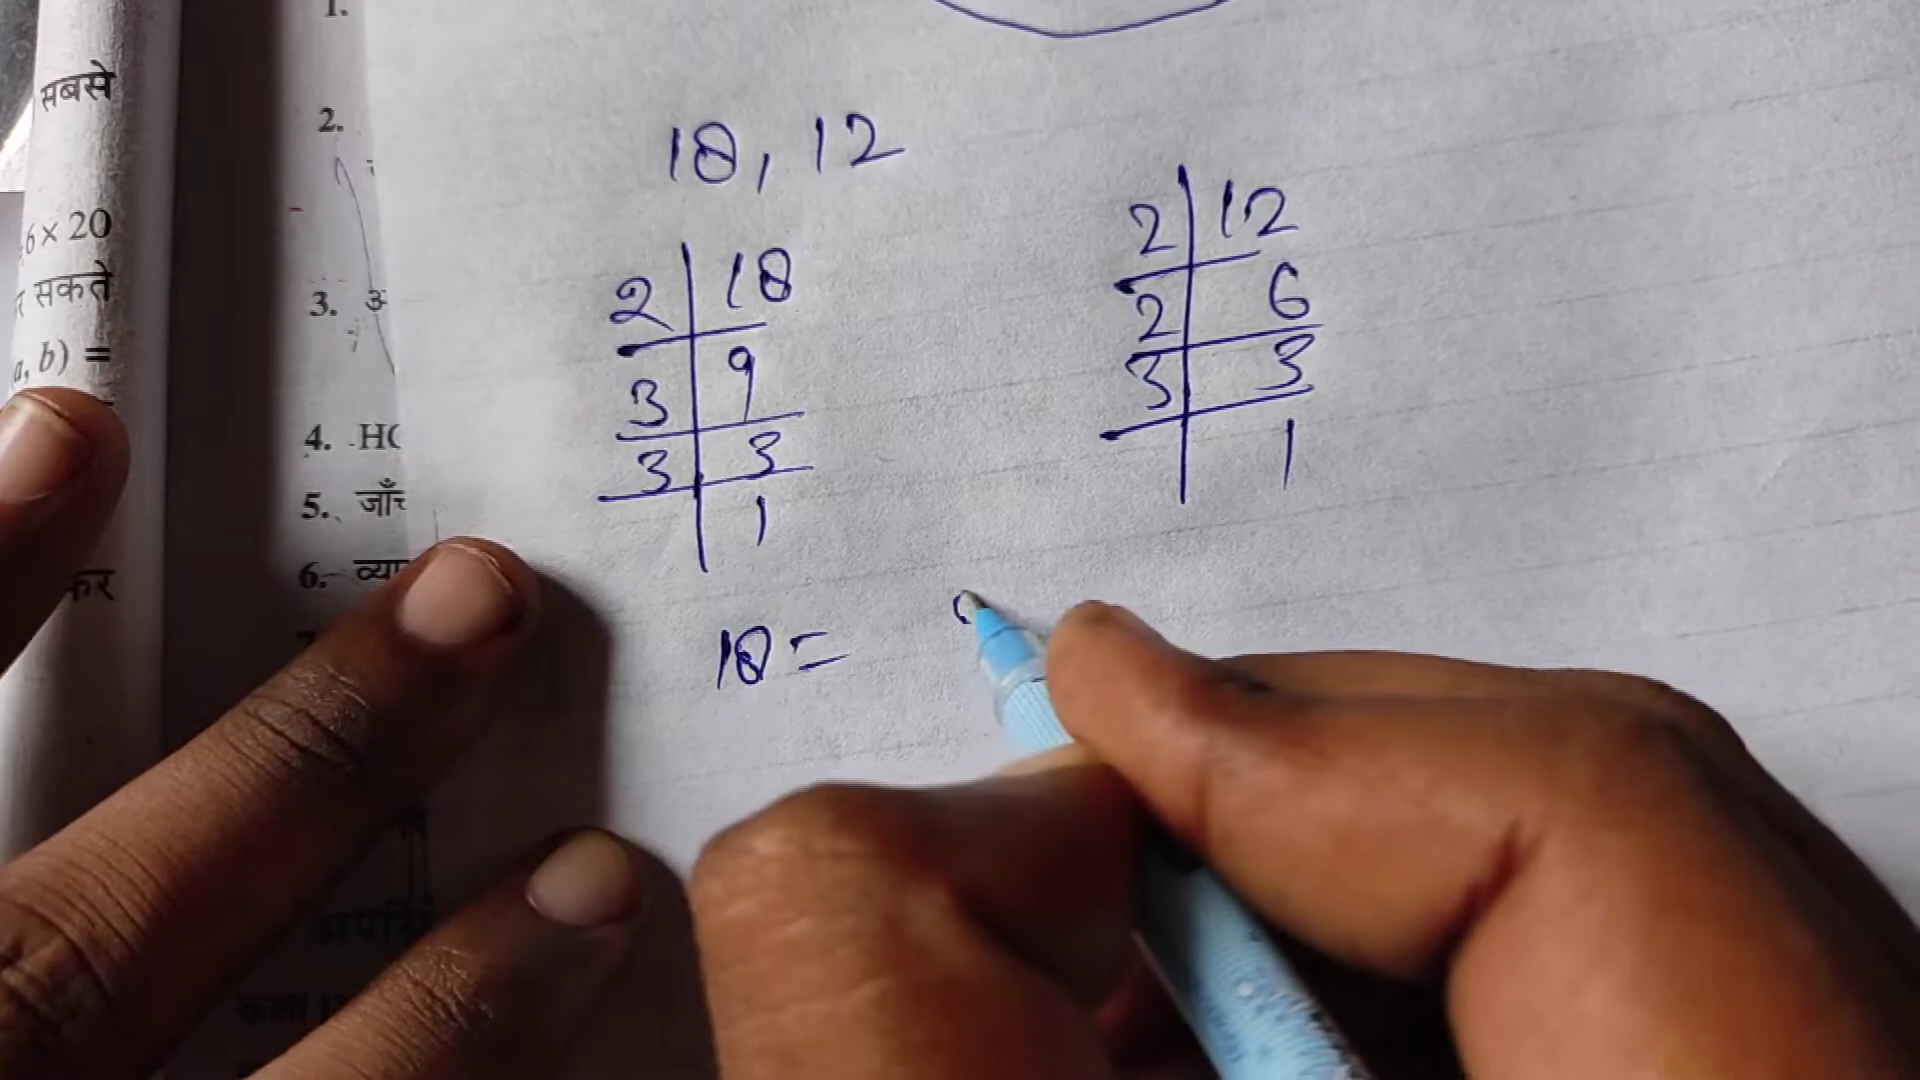 सबसे
6 × 20
सकते
a, b) =
कर
1.
2.
3.
4. HC
5. जाँच
6.
18, 12
2 | 18
3 | 9
3 | 3
1
2 | 12
2 | 6
3 | 3
1
18 =